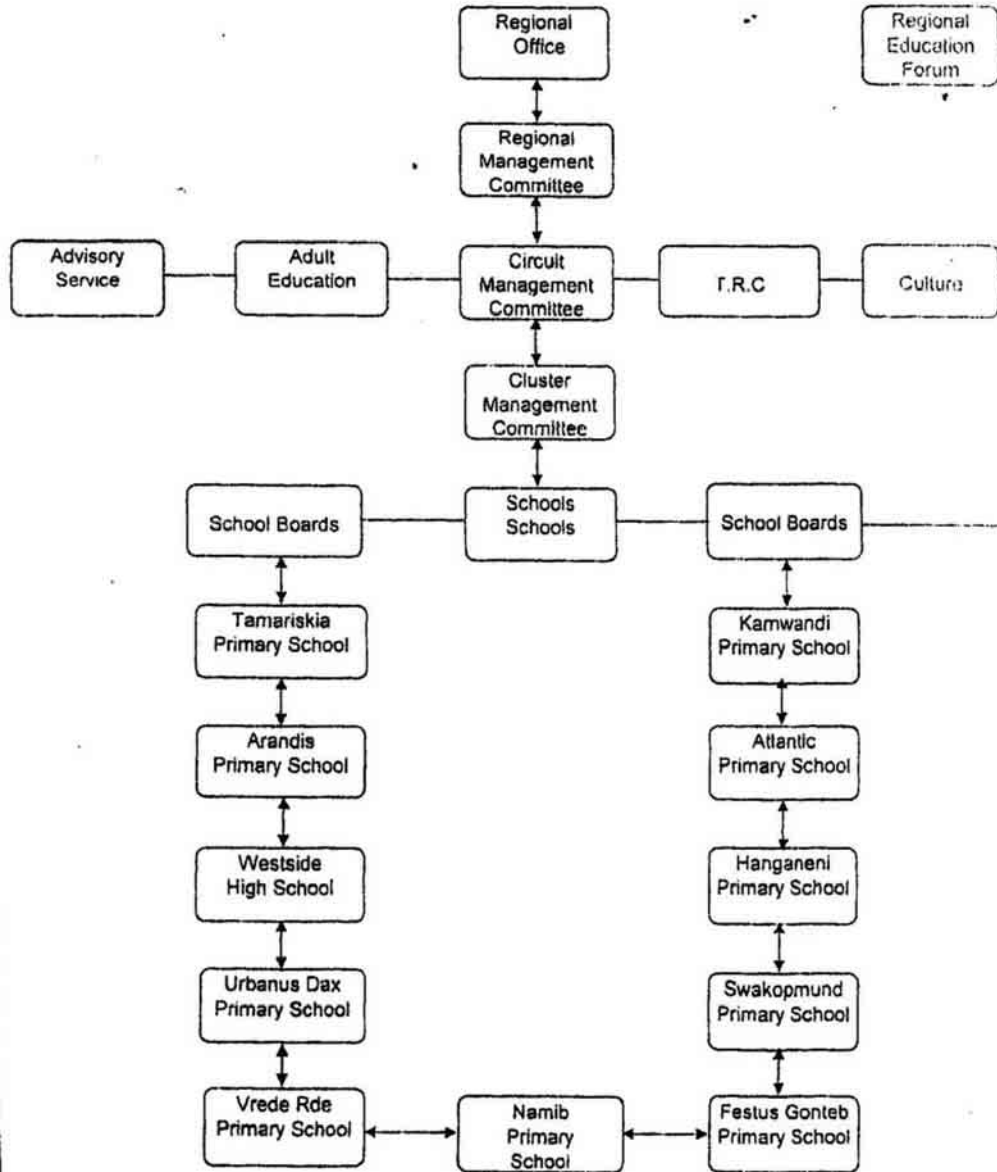 Regional
Office
Regional
Education
Forum
Regional
Management
Committee
Advisory
Service
Adult
Education
Circuit
Management
Committee
T.R.C
Culture
Cluster
Management
Committee
School Boards
Schools
Schools
School Boards
Tamariskia
Primary School
Kamwandi
Primary School
Arandis
Primary School
Atlantic
Primary School
Westside
High School
Hanganeni
Primary School
Urbanus Dax
Primary School
Swakopmund
Primary School
Vrede Rde
Primary School
Namib
Primary
School
Festus Gonteb
Primary School